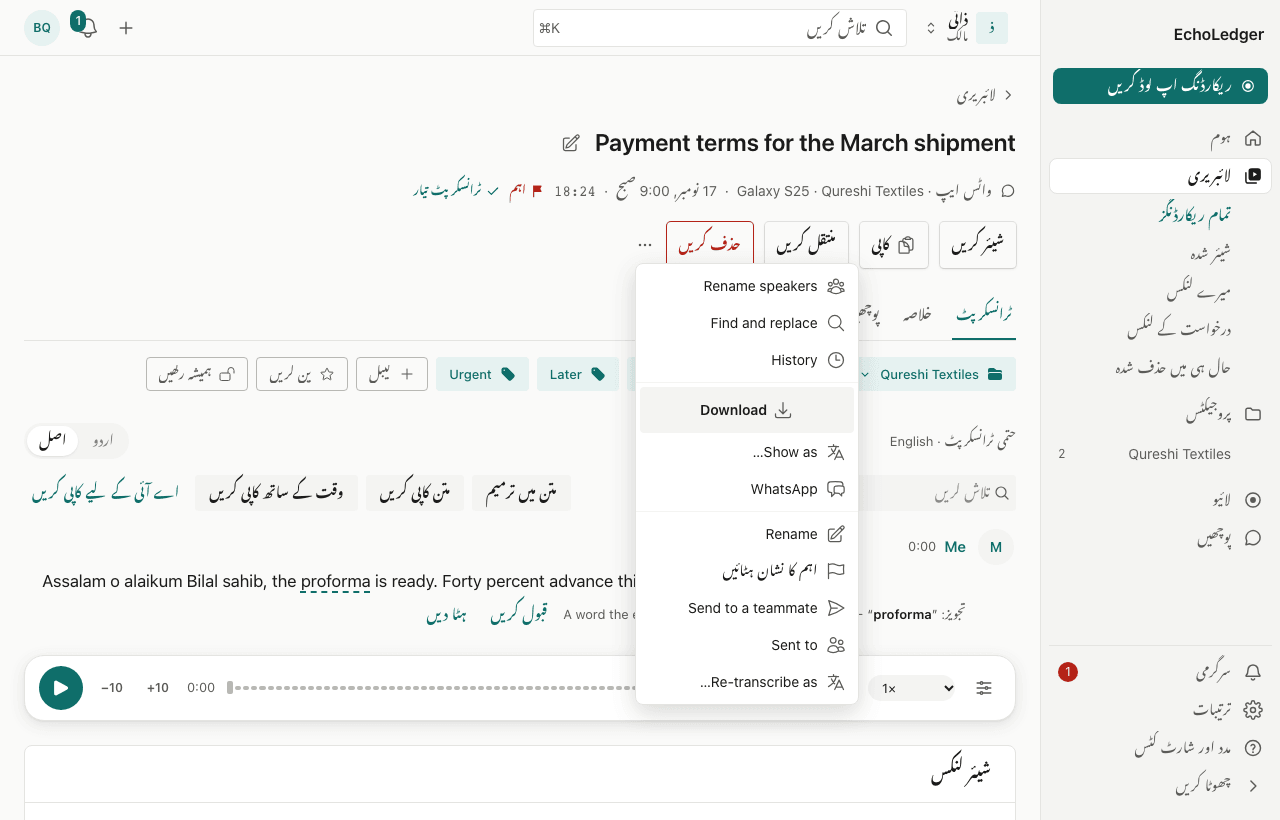 EchoLedger
ریکارڈنگ اپ لوڈ کریں
ہوم
لائبریری
تمام ریکارڈنگز
شیئر شدہ
میرے لنکس
درخواست کے لنکس
حال ہی میں حذف شدہ
پروجیکٹس
Qureshi Textiles 2
لائیو
پوچھیں
سرگرمی 1
ترتیبات
مدد اور شارٹ کٹس
چھوٹا کریں
ذ ذاتی
مالک
تلاش کریں ⌘K
1
BQ
لائبریری
Payment terms for the March shipment
واٹس ایپ · Galaxy S25 · Qureshi Textiles · 17 نومبر, 9:00 صبح · 18:24 اہم ٹرانسکرپٹ تیار
شیئر کریں کاپی منتقل کریں حذف کریں ...
ٹرانسکرپٹ خلاصہ
Qureshi Textiles Later Urgent لیبل پن کریں ہمیشہ رکھیں
حتمی ٹرانسکرپٹ · English
اردو اصل
تلاش کریں متن میں ترمیم متن کاپی کریں وقت کے ساتھ کاپی کریں اے آئی کے لیے کاپی کریں
M Me 0:00
Assalam o alaikum Bilal sahib, the proforma is ready. Forty percent advance
تجویز: "proforma" – A word the قبول کریں ہٹا دیں
−10 +10 0:00 1×
شیئر لنکس
Rename speakers
Find and replace
History
Download
Show as...
WhatsApp
Rename
اہم کا نشان ہٹائیں
Send to a teammate
Sent to
Re-transcribe as...